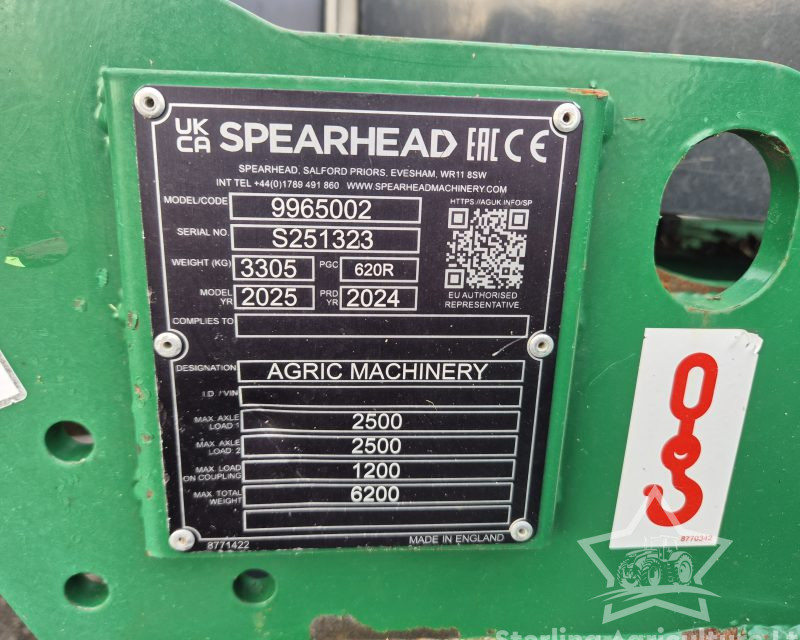 UK CA SPEARHEAD EAC CE
SPEARHEAD, SALFORD PRIORS, EVESHAM, WR11 8SW
INT TEL +44(0)1789 491 860 WWW.SPEARHEADMACHINERY.COM
MODEL/CODE 9965002
HTTPS://AGUK.INFO/SP
SERIAL NO. S251323
WEIGHT (KG) 3305 PGC 620R
MODEL YR 2025 PRD YR 2024
EU AUTHORISED
REPRESENTATIVE
COMPLIES TO
DESIGNATION AGRIC MACHINERY
I.D / VIN
MAX AXLE LOAD 1 2500
MAX AXLE LOAD 2 2500
MAX LOAD ON COUPLING 1200
MAX TOTAL WEIGHT 6200
8771422 MADE IN ENGLAND
8770342